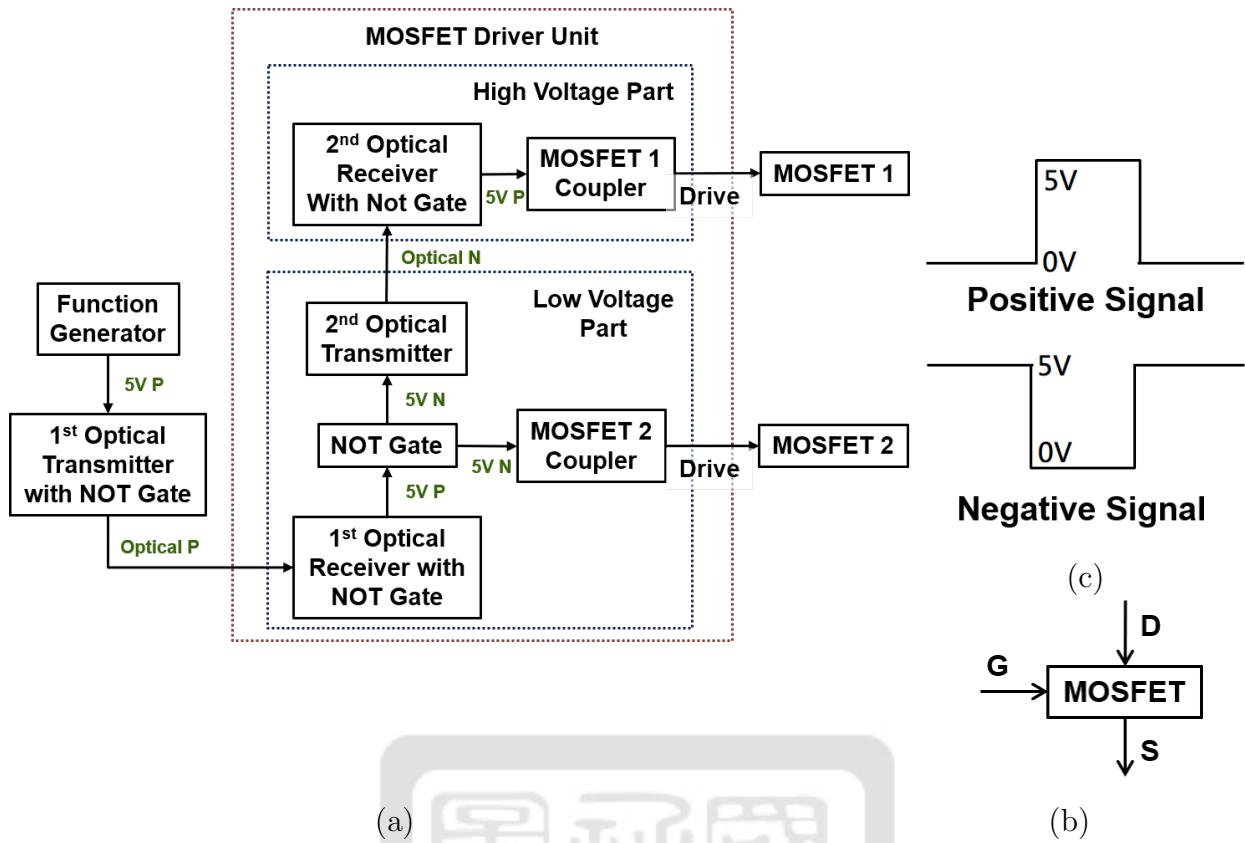 MOSFET Driver Unit
High Voltage Part
2nd Optical
Receiver
With Not Gate
5V P
MOSFET 1
Coupler
Drive
MOSFET 1
Optical N
Low Voltage
Part
2nd Optical
Transmitter
5V N
NOT Gate
5V N
MOSFET 2
Coupler
Drive
MOSFET 2
5V P
1st Optical
Receiver with
NOT Gate
Function
Generator
5V P
1st Optical
Transmitter
with NOT Gate
Optical P
(a)
5V
0V
Positive Signal
5V
0V
Negative Signal
(c)
D
G
MOSFET
S
(b)